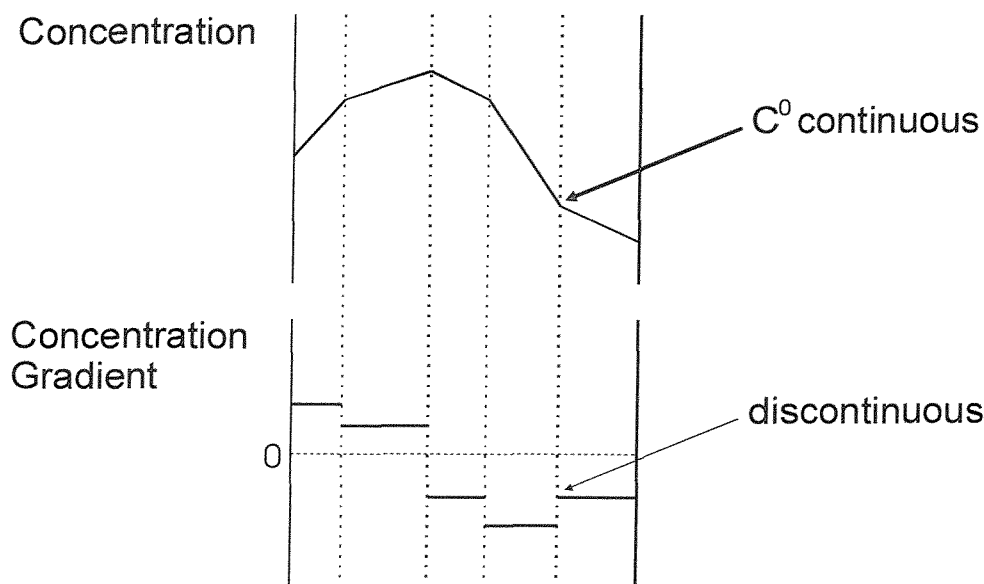 Concentration
C⁰ continuous
Concentration
Gradient
discontinuous
0